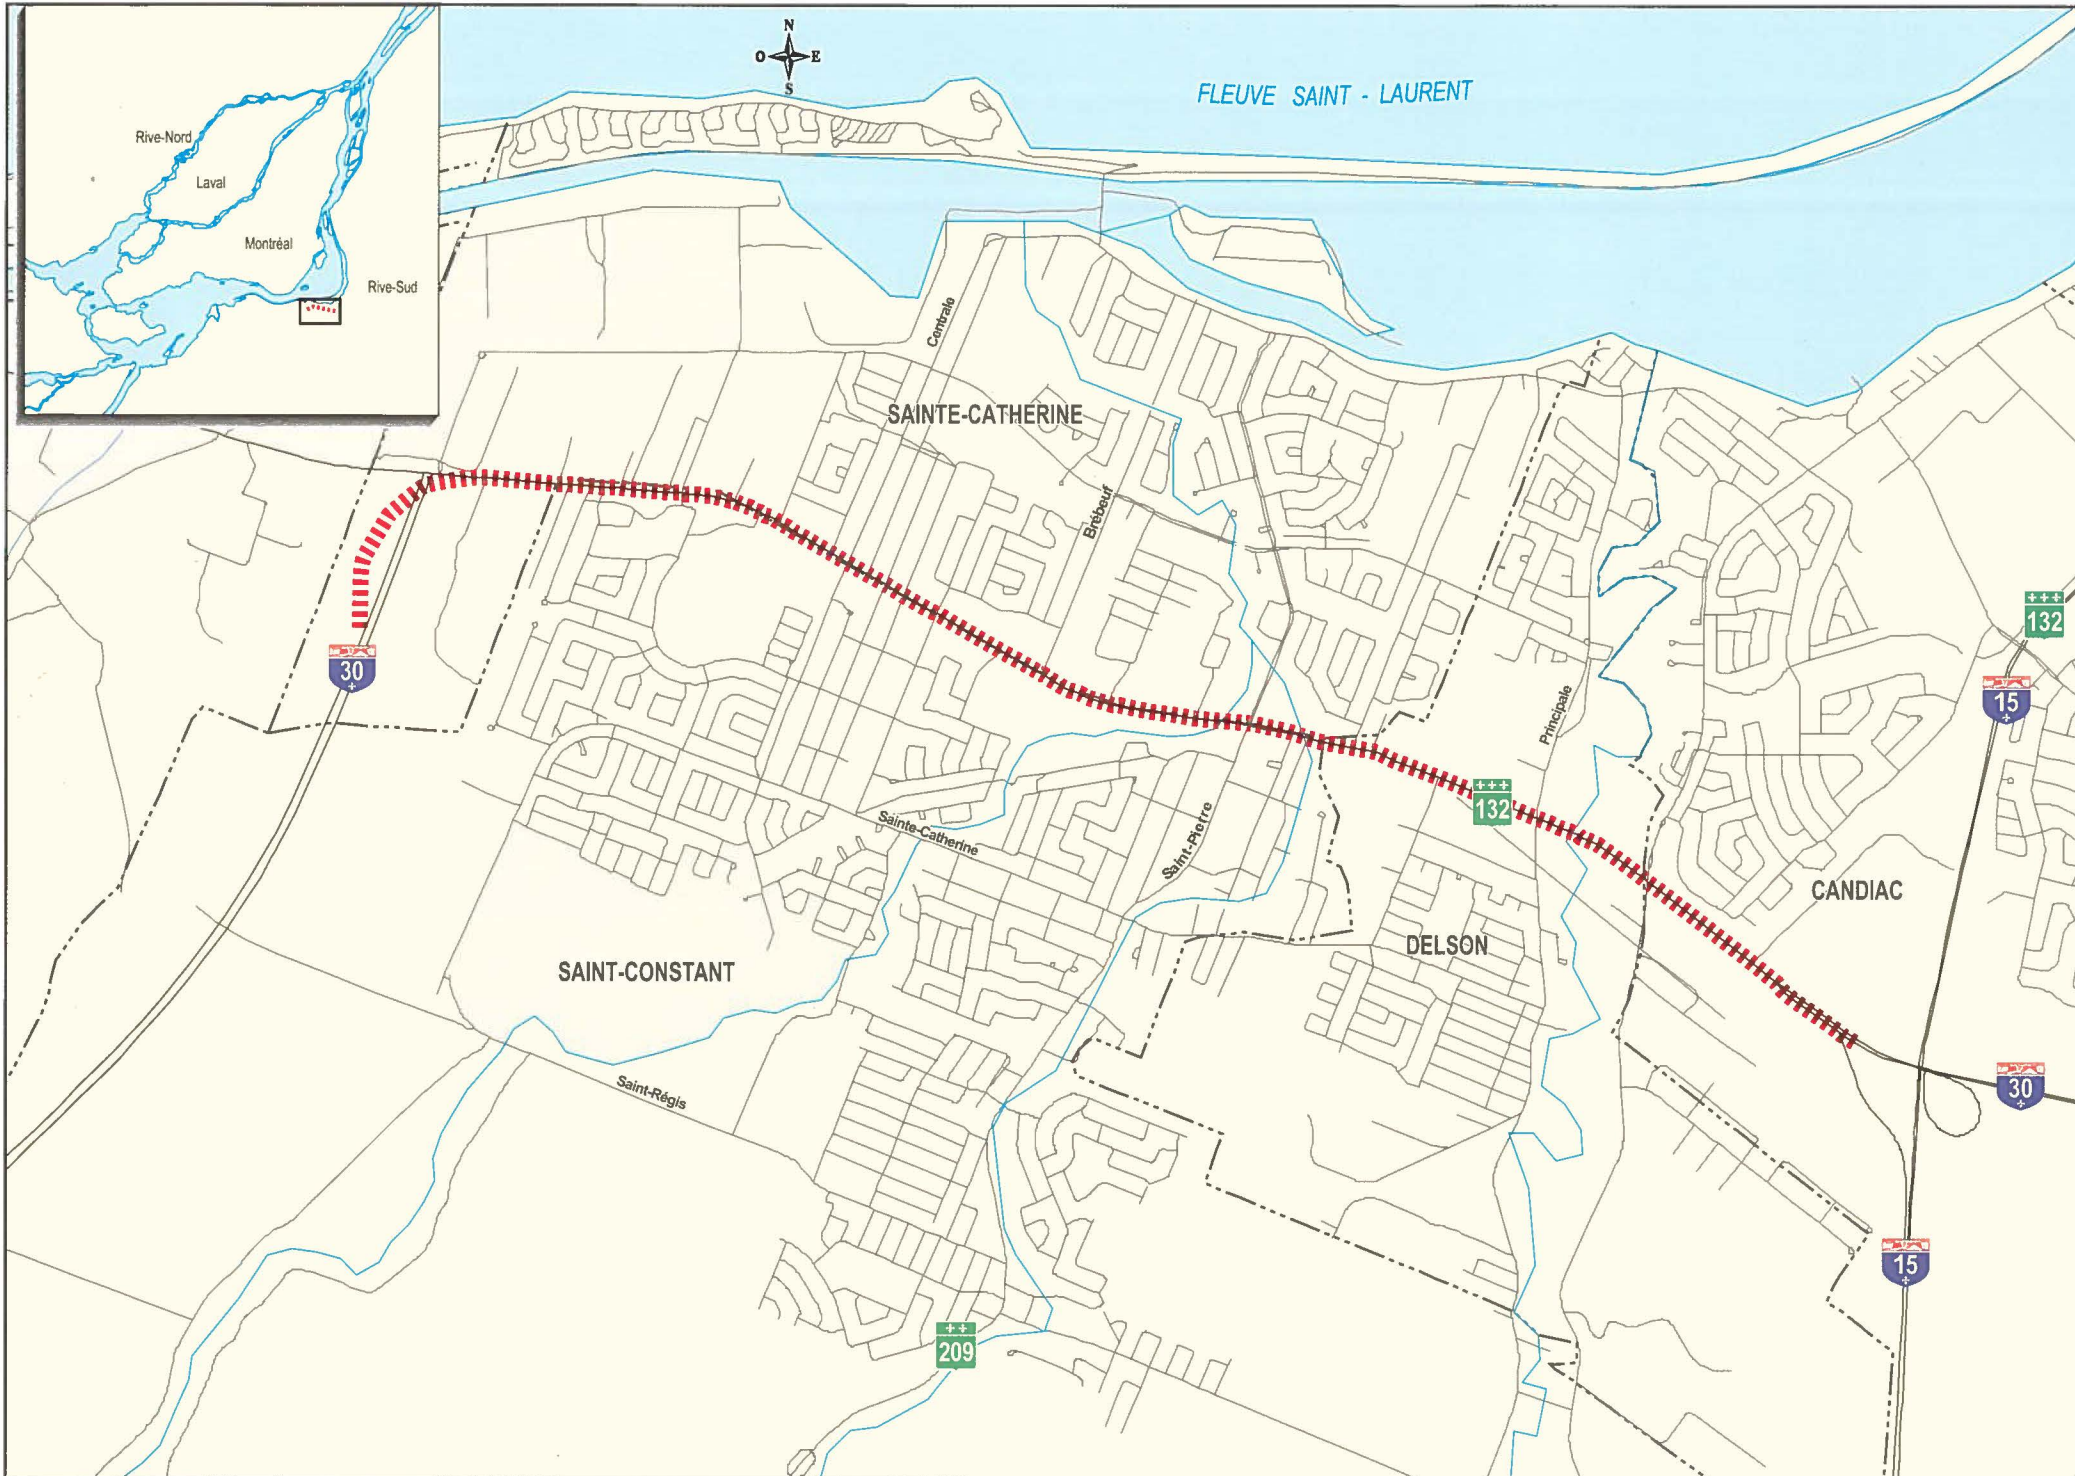 N
O E
S
FLEUVE SAINT - LAURENT
Rive-Nord
Laval
Montréal
Rive-Sud
Centrale
SAINTE-CATHERINE
Brébeuf
132
30
15
Principale
132
Sainte-Catherine
Saint-Pierre
CANDIAC
DELSON
SAINT-CONSTANT
Saint-Régis
30
15
209